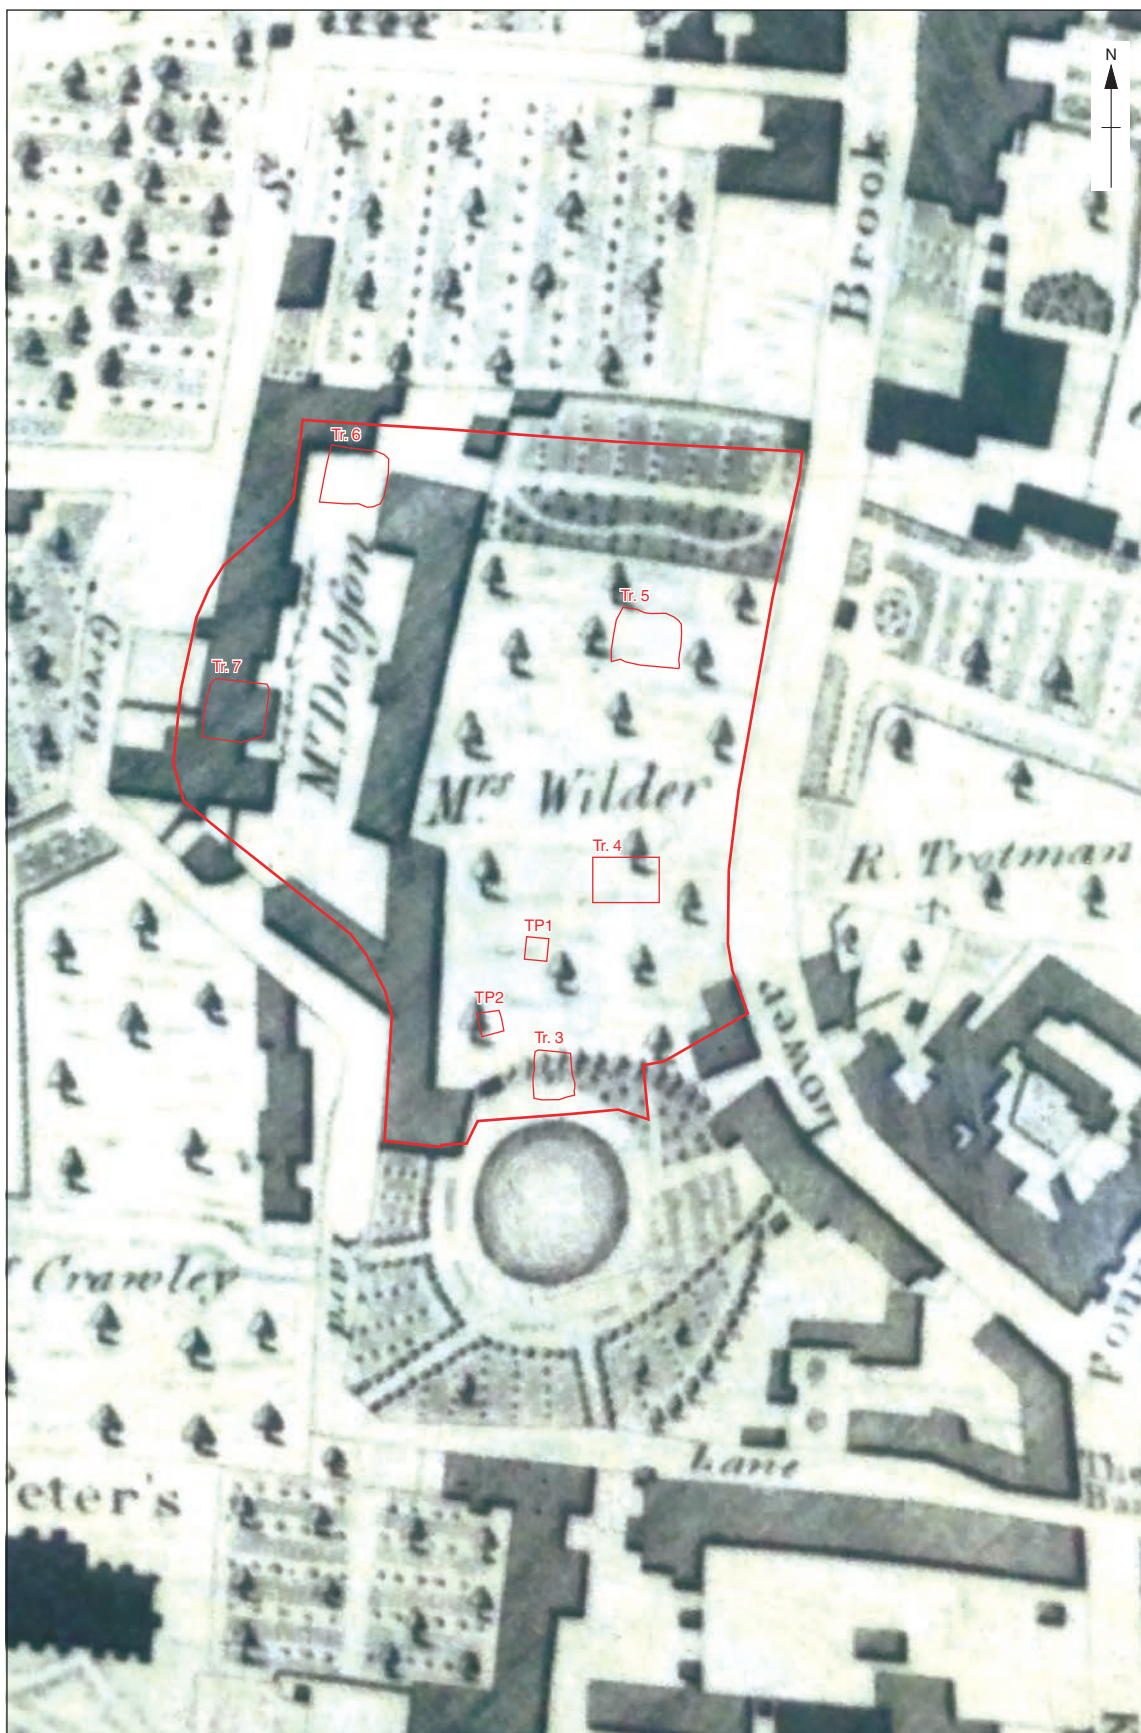 N
St
Brook
Tr. 6
Tr. 5
Green
Tr. 7
Mr. Dobson
Mrs. Wilder
R. Trotman
Tr. 4
TP1
TP2
Tr. 3
Lower
Crawley
Lane
eter's